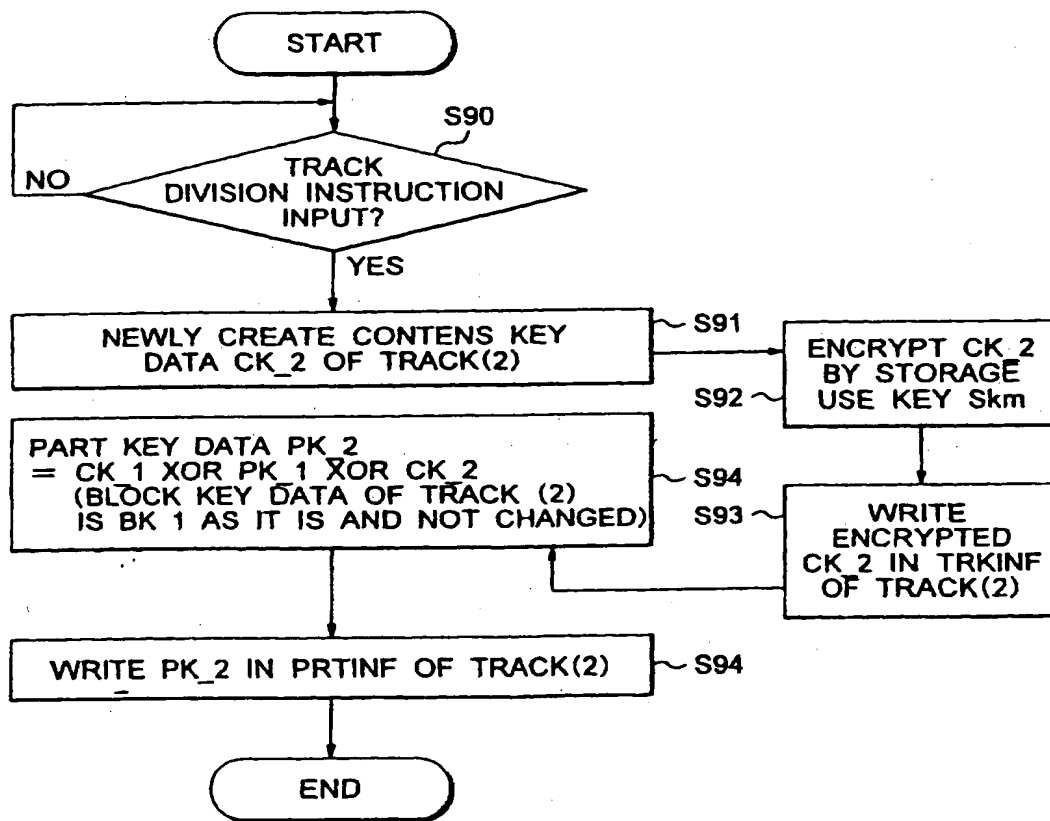 START
S90
TRACK
DIVISION INSTRUCTION
INPUT?
NO
YES
NEWLY CREATE CONTENS KEY
DATA CK_2 OF TRACK(2)
S91
ENCRYPT CK_2
BY STORAGE
USE KEY Skm
S92
WRITE
ENCRYPTED
CK_2 IN TRKINF
OF TRACK(2)
S93
PART KEY DATA PK_2
= CK_1 XOR PK_1 XOR CK_2
(BLOCK KEY DATA OF TRACK (2)
IS BK 1 AS IT IS AND NOT CHANGED)
S94
WRITE PK_2 IN PRTINF OF TRACK(2)
S94
END